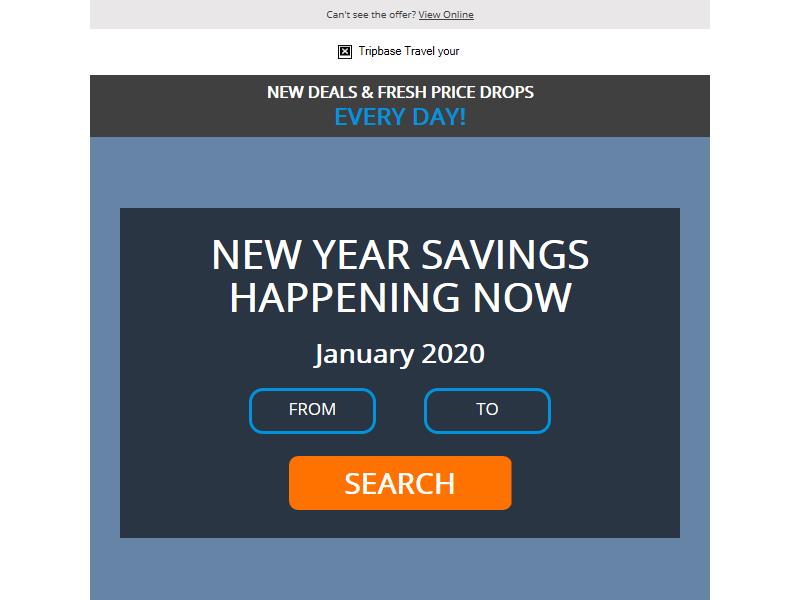 Can't see the offer? View Online
Tripbase Travel your
NEW DEALS & FRESH PRICE DROPS
EVERY DAY!
NEW YEAR SAVINGS
HAPPENING NOW
January 2020
FROM TO
SEARCH